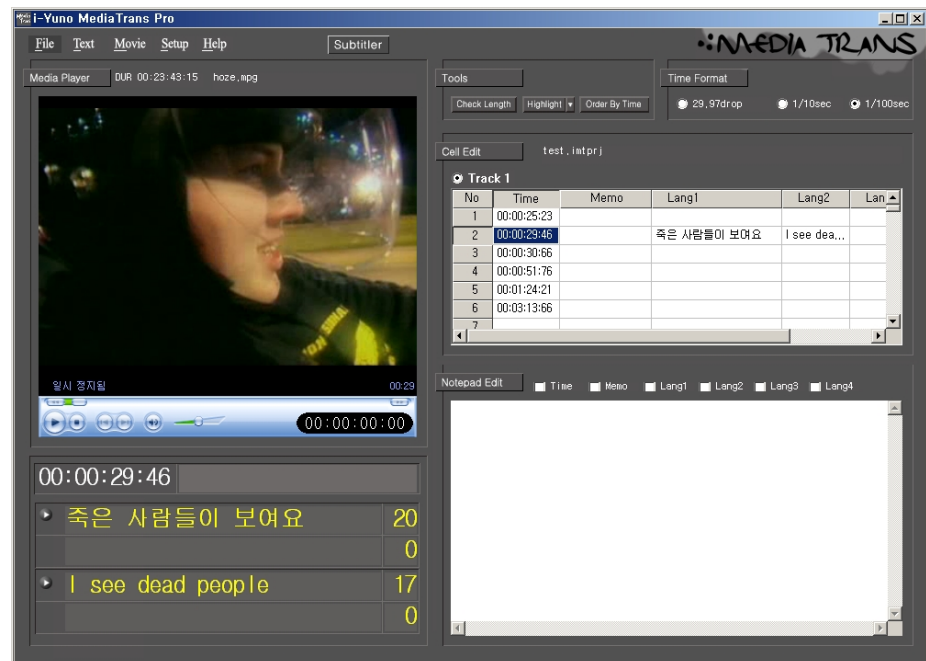 i-Yuno MediaTrans Pro
File Text Movie Setup Help Subtitler
:MEDIA TRANS
Media Player DUR 00:23:43:15 hoze.mpg
일시 정지됨 00:29
00:00:00:00
00:00:29:46
죽은 사람들이 보여요 20
0
I see dead people 17
0
Tools
Check Length Highlight Order By Time
Time Format
29.97drop 1/10sec 1/100sec
Cell Edit test.imtprj
Track 1
No Time Memo Lang1 Lang2 Lan
1 00:00:25:23
2 00:00:29:46 죽은 사람들이 보여요 I see dea...
3 00:00:30:66
4 00:00:51:76
5 00:01:24:21
6 00:03:13:66
7
Notepad Edit Time Memo Lang1 Lang2 Lang3 Lang4